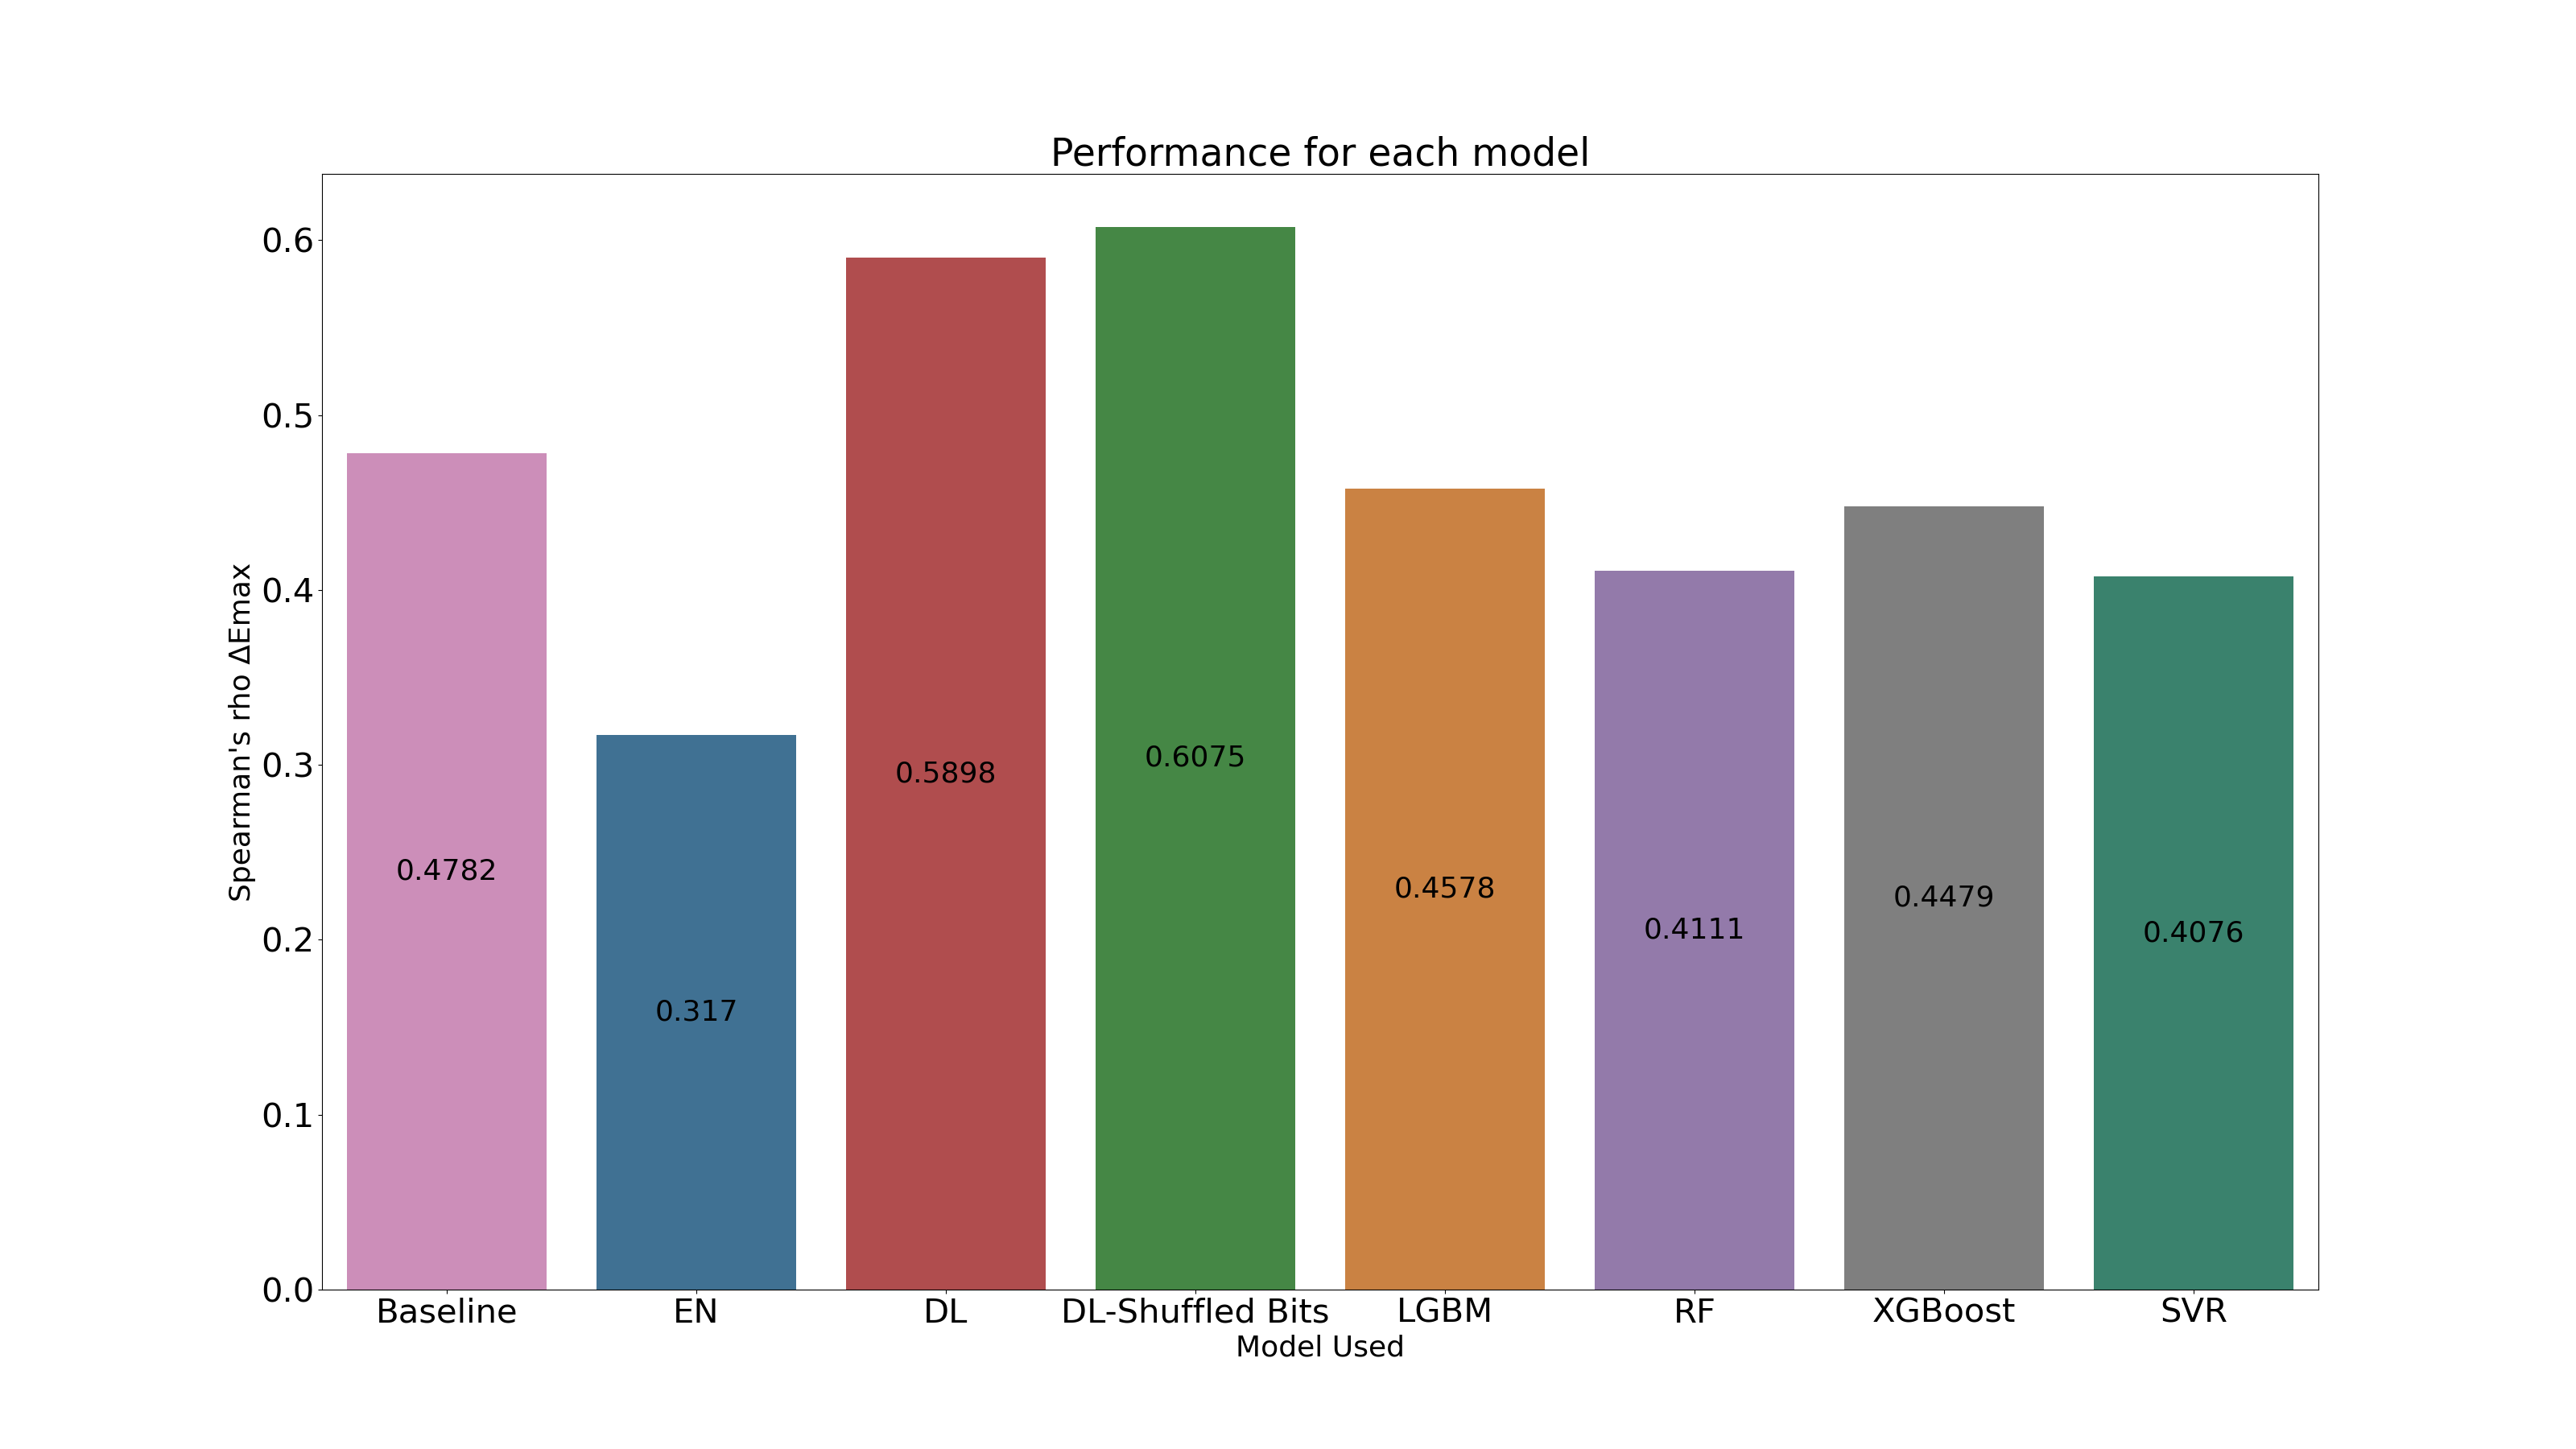 Performance for each model
Spearman's rho ΔEmax
0.6
0.5
0.4
0.3
0.2
0.1
0.0
0.4782
0.317
0.5898
0.6075
0.4578
0.4111
0.4479
0.4076
Baseline
EN
DL
DL-Shuffled Bits
LGBM
RF
XGBoost
SVR
Model Used